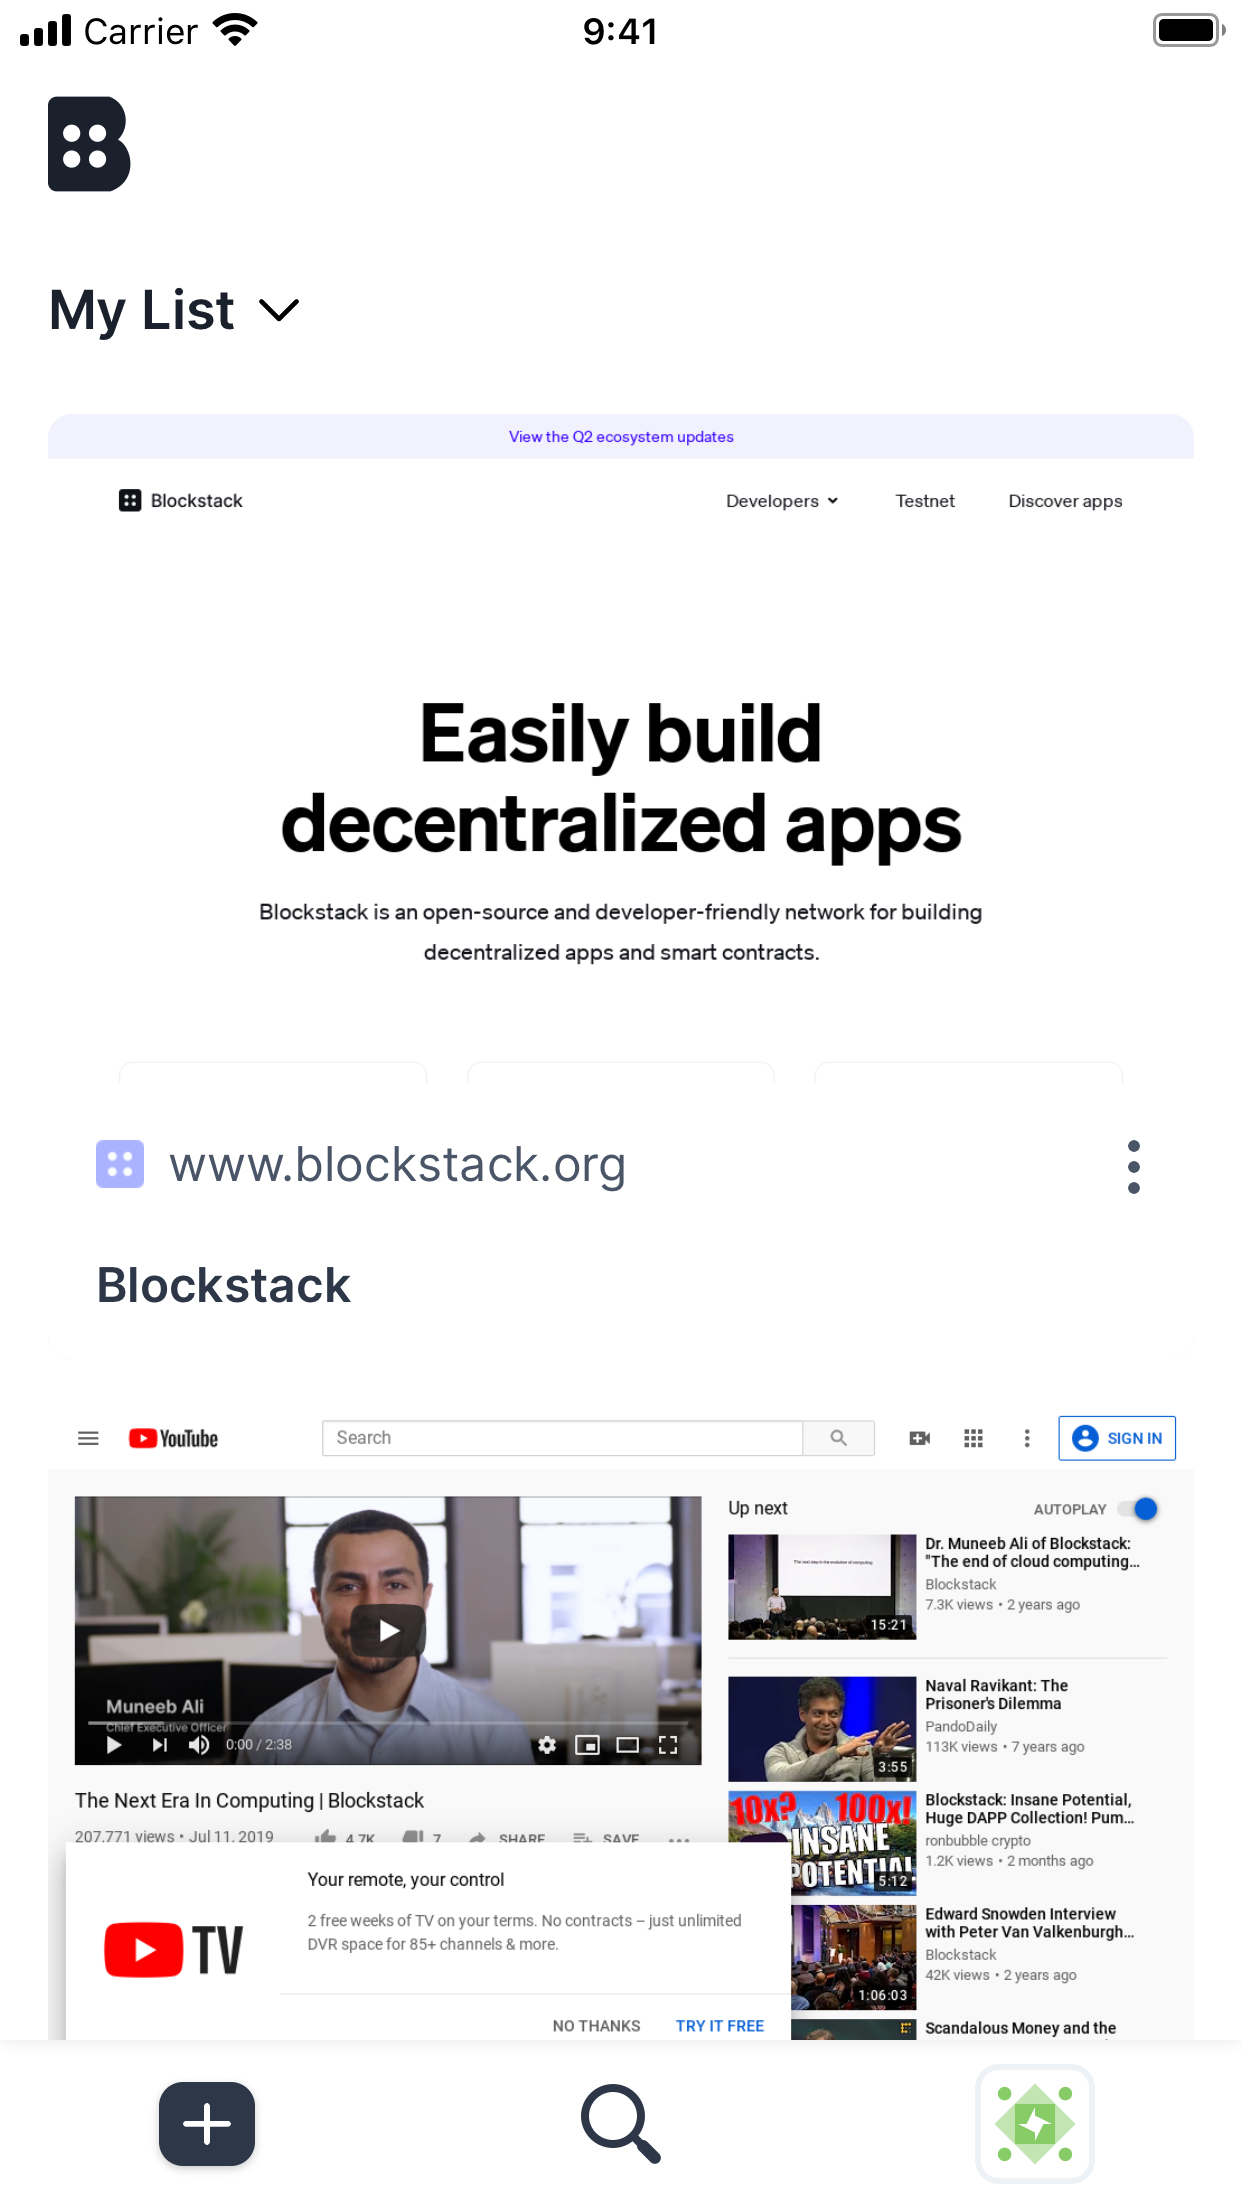 Carrier
9:41
My List
View the Q2 ecosystem updates
Blockstack
Developers
Testnet
Discover apps
Easily build
decentralized apps
Blockstack is an open-source and developer-friendly network for building
decentralized apps and smart contracts.
www.blockstack.org
Blockstack
YouTube
Search
SIGN IN
Muneeb Ali
Chief Executive Officer
0:00 / 2:38
The Next Era In Computing | Blockstack
207,771 views • Jul 11, 2019
4.7K
7
SHARE
SAVE
Up next
AUTOPLAY
The next step in the evolution of computing
15:21
Dr. Muneeb Ali of Blockstack:
"The end of cloud computing...
Blockstack
7.3K views • 2 years ago
3:55
Naval Ravikant: The
Prisoner's Dilemma
PandoDaily
113K views • 7 years ago
10x? 100x!
INSANE
POTENTIAL
5:12
Blockstack: Insane Potential,
Huge DAPP Collection! Pum...
ronbubble crypto
1.2K views • 2 months ago
1:06:03
Edward Snowden Interview
with Peter Van Valkenburgh...
Blockstack
42K views • 2 years ago
Scandalous Money and the
TV
Your remote, your control
2 free weeks of TV on your terms. No contracts – just unlimited
DVR space for 85+ channels & more.
NO THANKS
TRY IT FREE